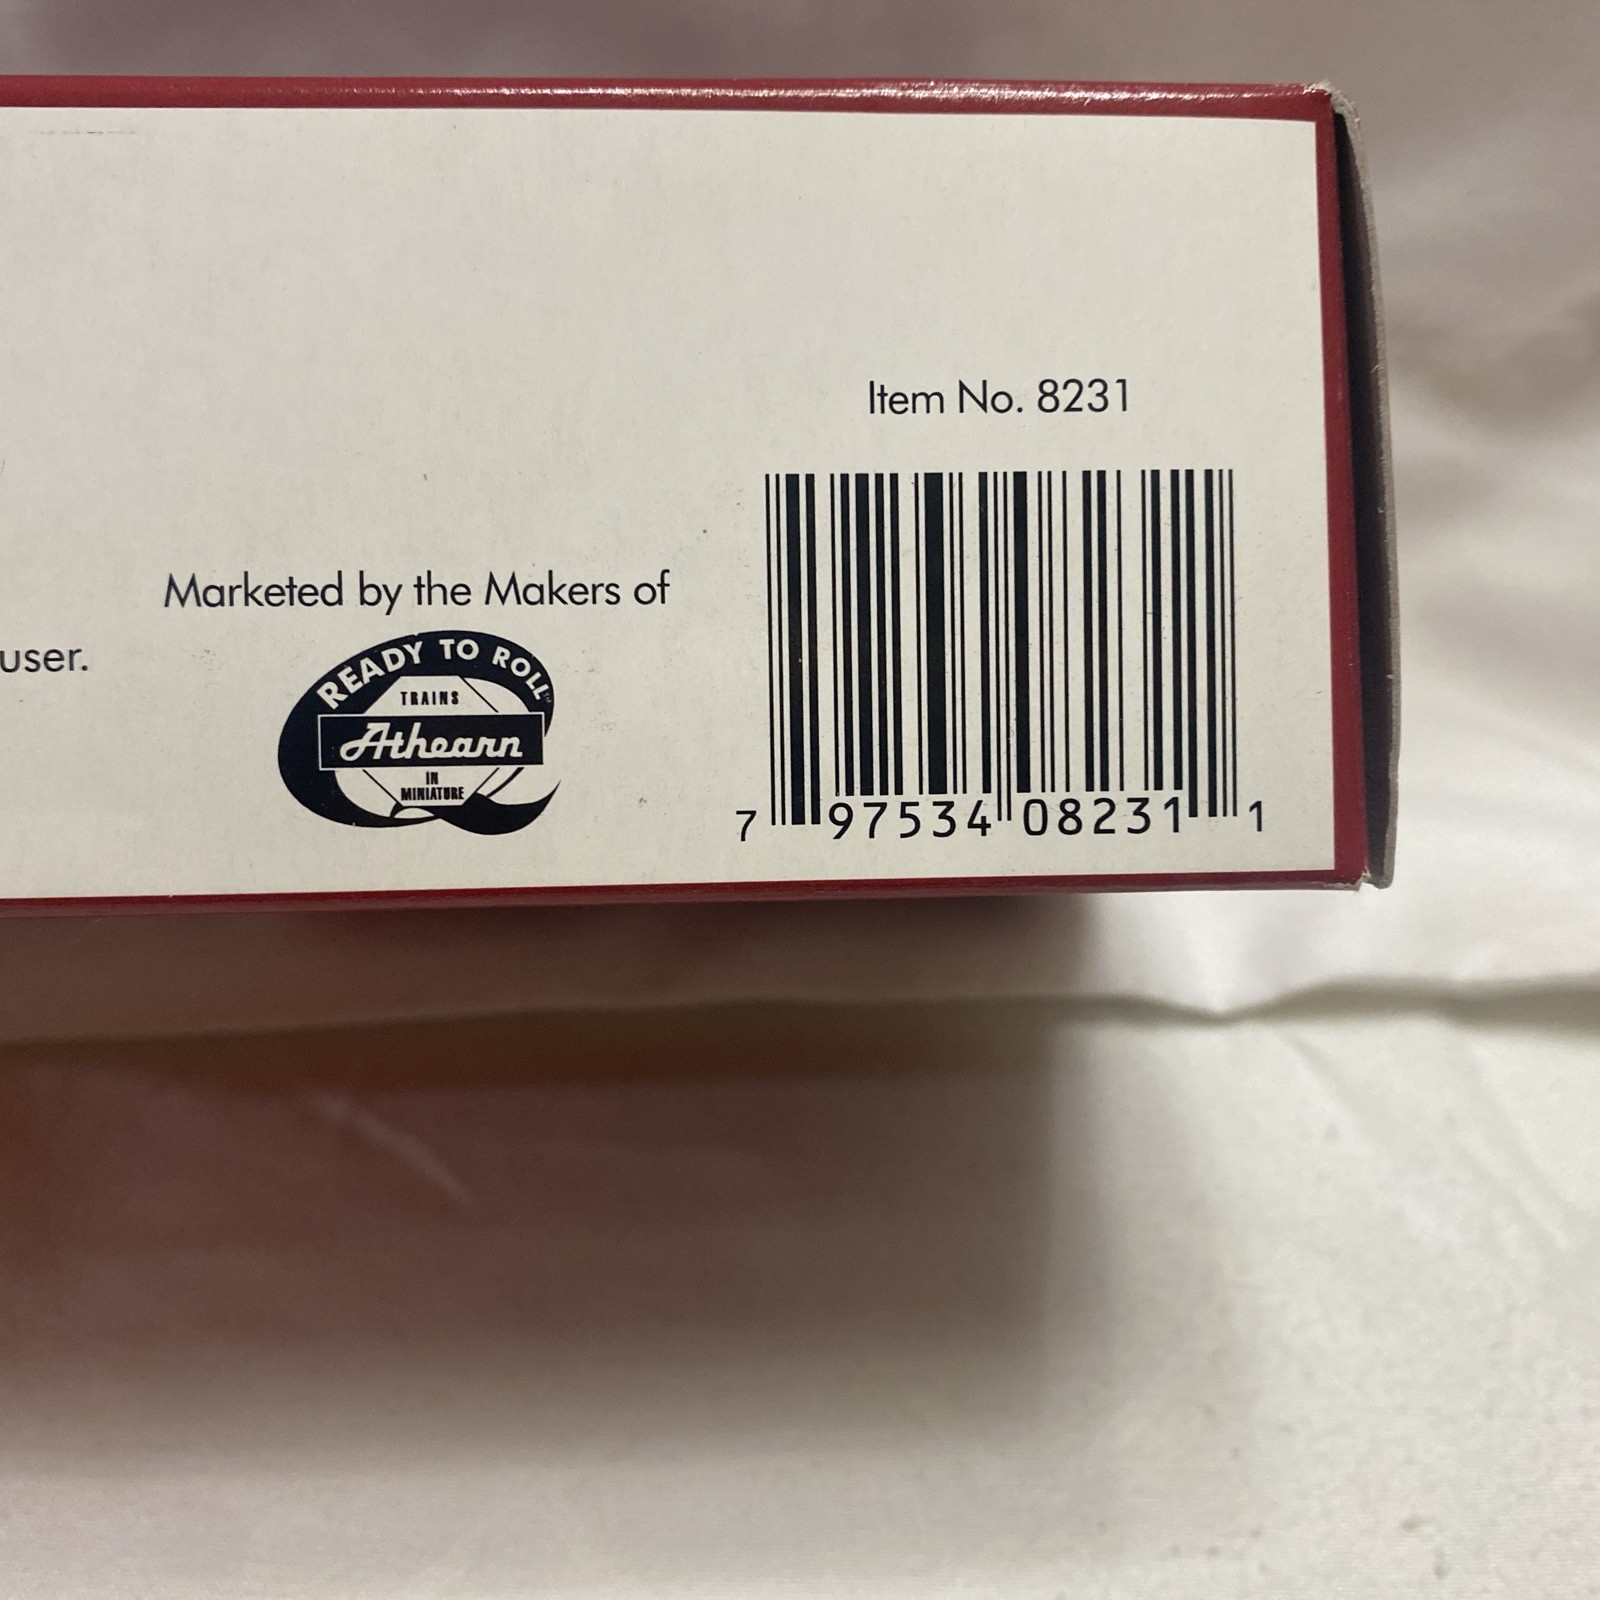 Item No. 8231
Marketed by the Makers of
user.
READY TO ROLL™
TRAINS
Athearn
IN
MINIATURE
7 97534 08231 1